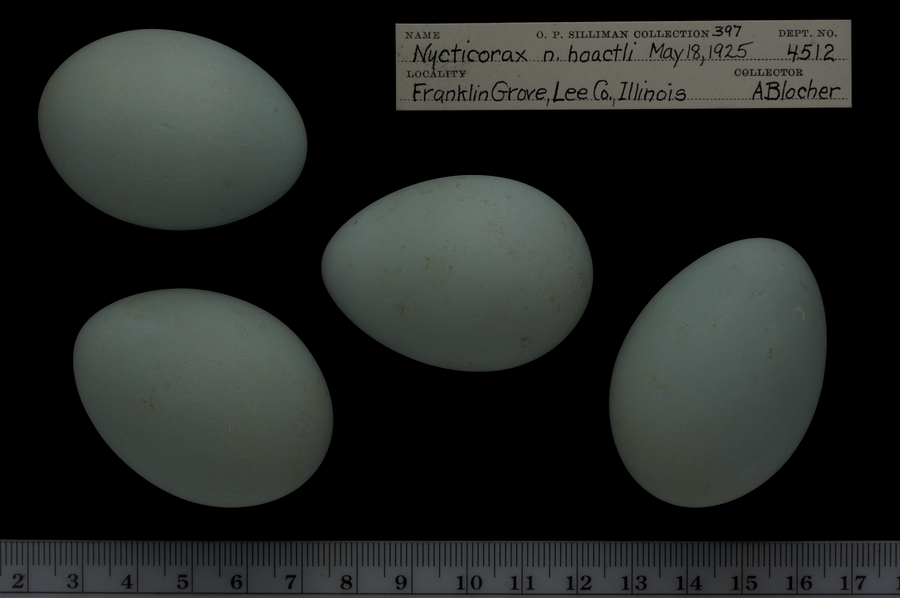 NAME O. P. SILLIMAN COLLECTION 397 DEPT. NO.
Nycticorax n. hoactli May 18, 1925 4512
LOCALITY COLLECTOR
Franklin Grove, Lee Co., Illinois A Blocher
2 3 4 5 6 7 8 9 10 11 12 13 14 15 16 17